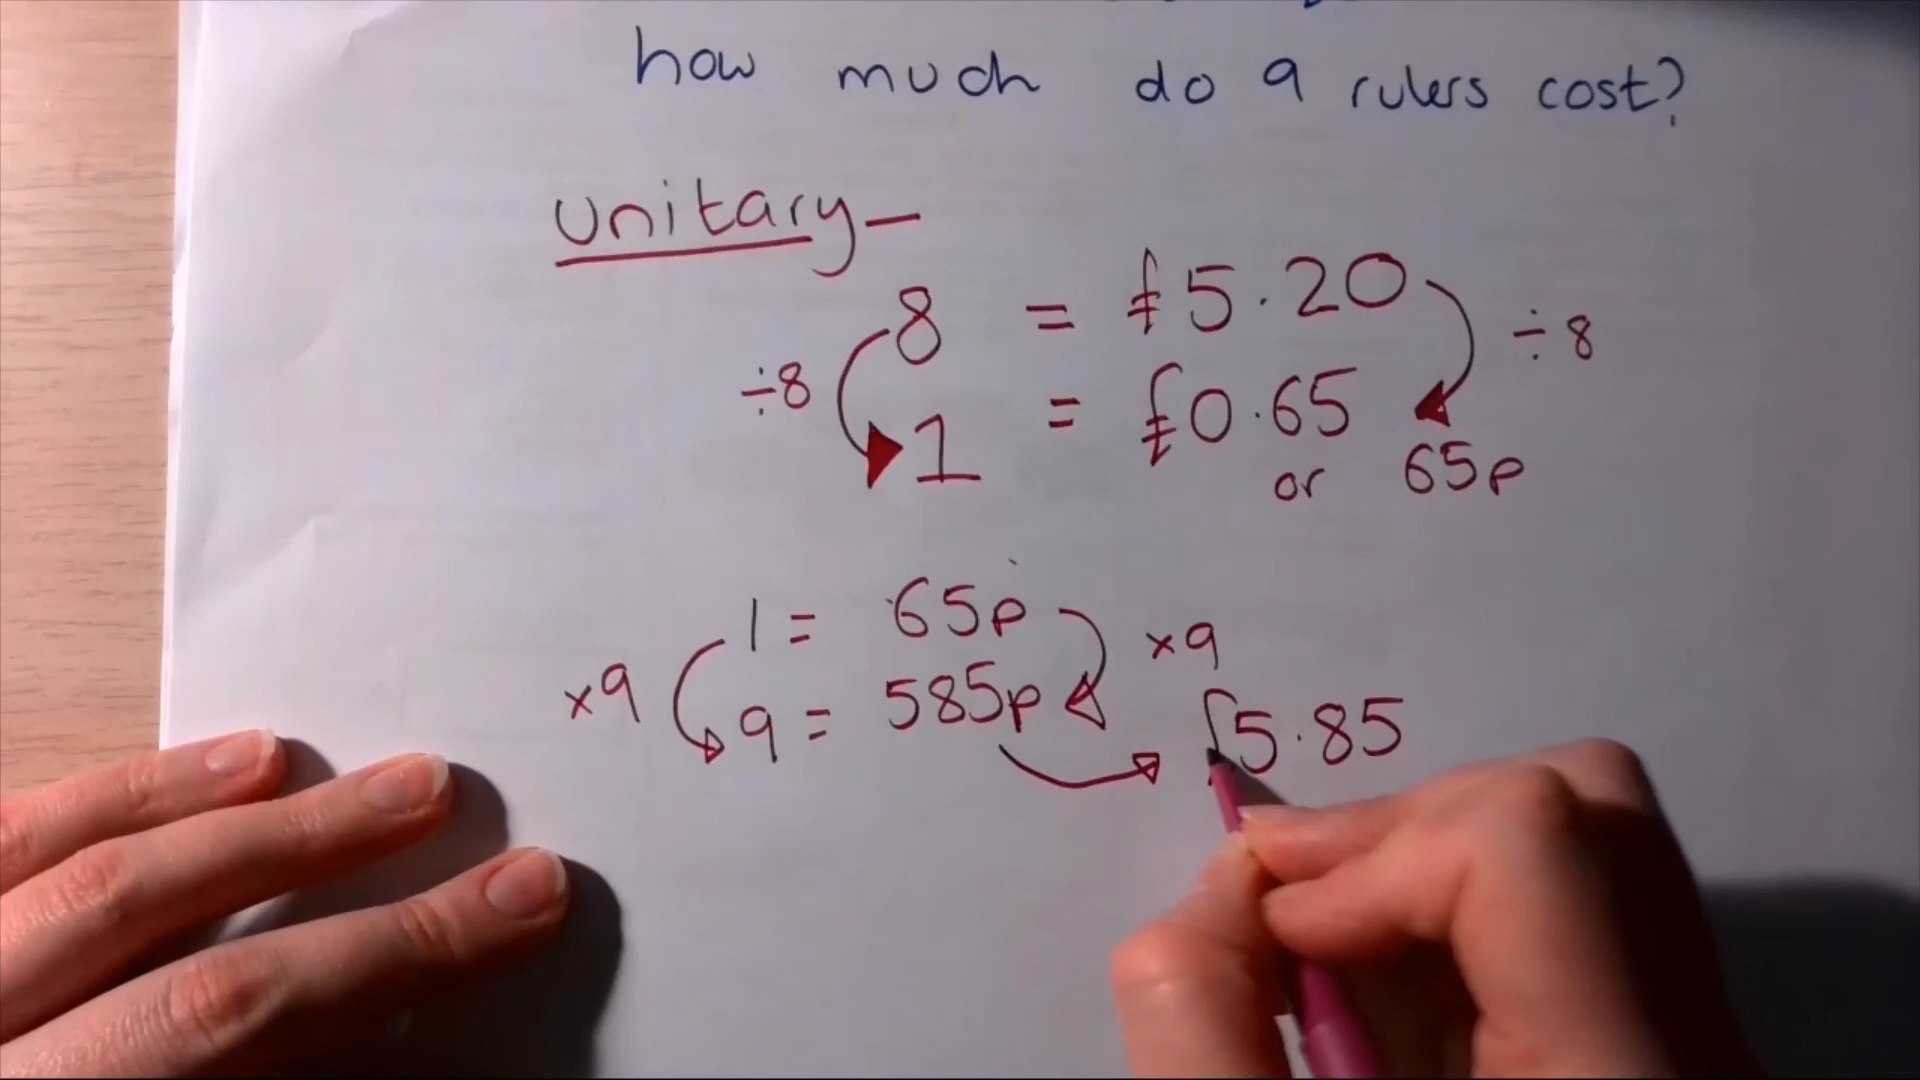 how much do 9 rulers cost?
Unitary-
8 = £5.20
÷8 ÷8
1 = £0.65
or 65p
1 = 65p ×9
×9 9 = 585p £5.85